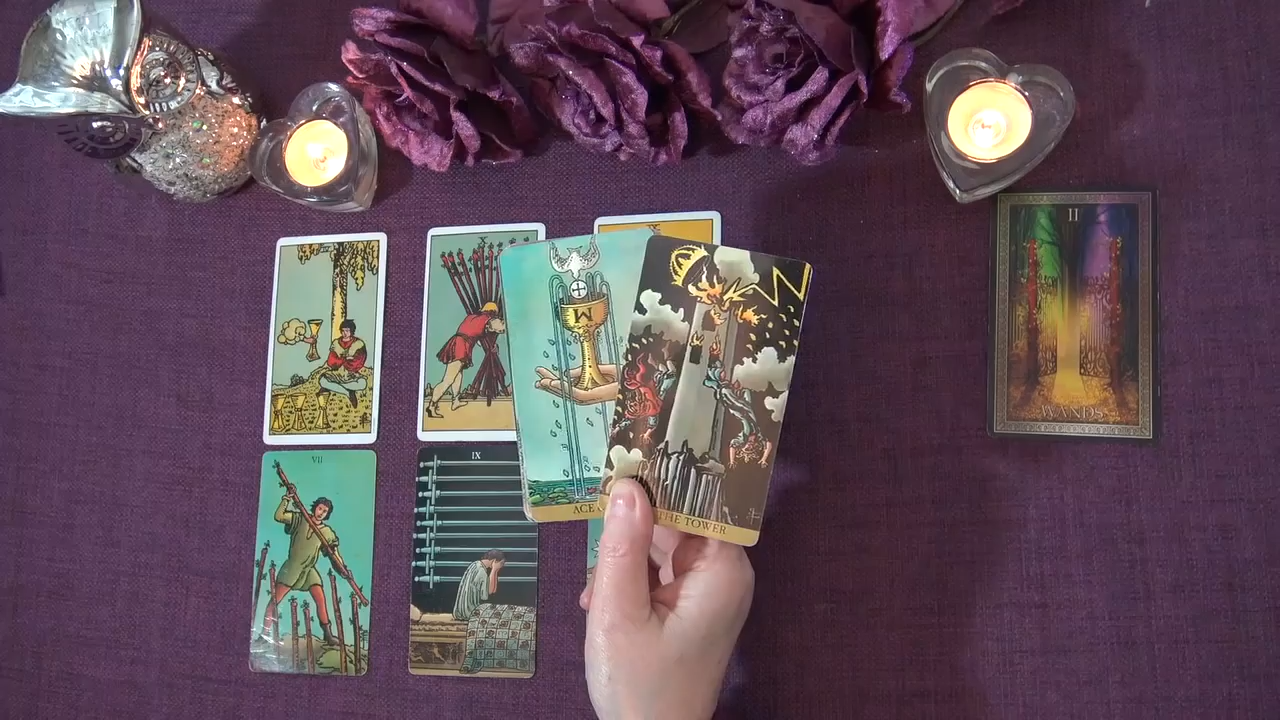 X
II
WANDS
ACE
THE TOWER
VII
IX